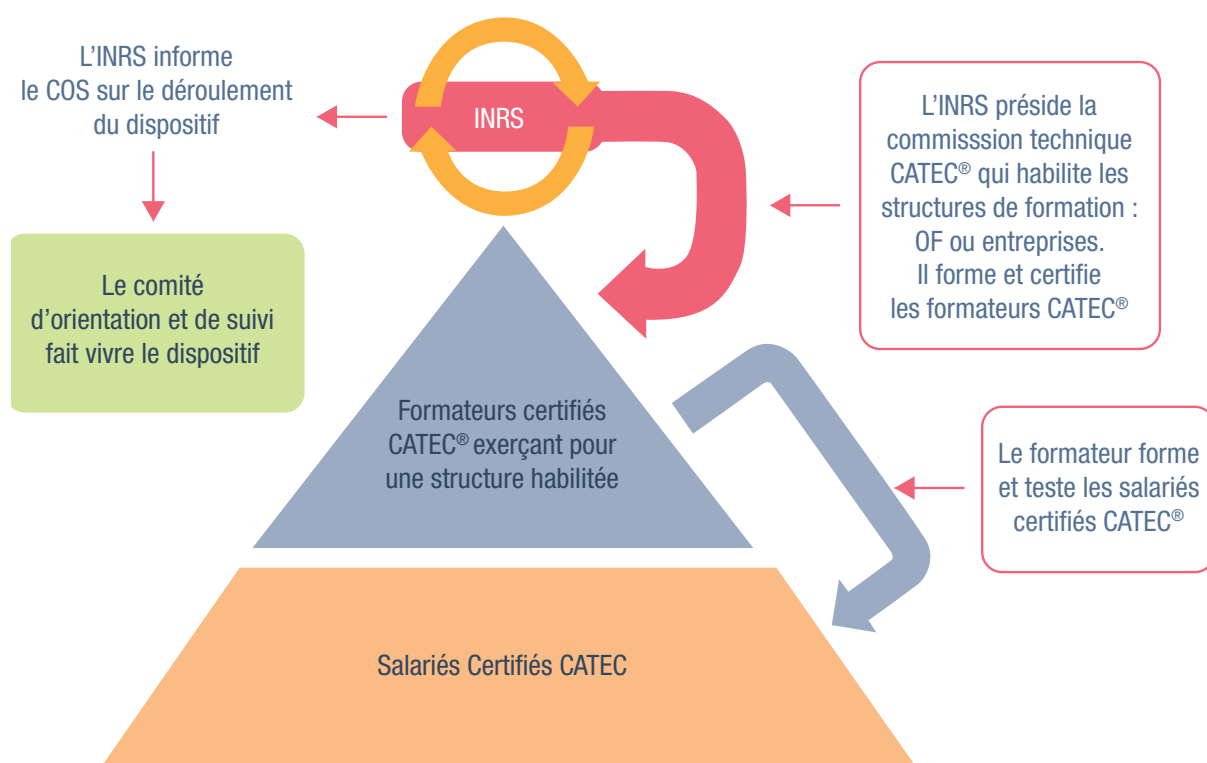 L'INRS informe
le COS sur le déroulement
du dispositif
INRS
L'INRS préside la
commisssion technique
CATEC® qui habilite les
structures de formation :
OF ou entreprises.
Il forme et certifie
les formateurs CATEC®
Le comité
d'orientation et de suivi
fait vivre le dispositif
Formateurs certifiés
CATEC® exerçant pour
une structure habilitée
Le formateur forme
et teste les salariés
certifiés CATEC®
Salariés Certifiés CATEC